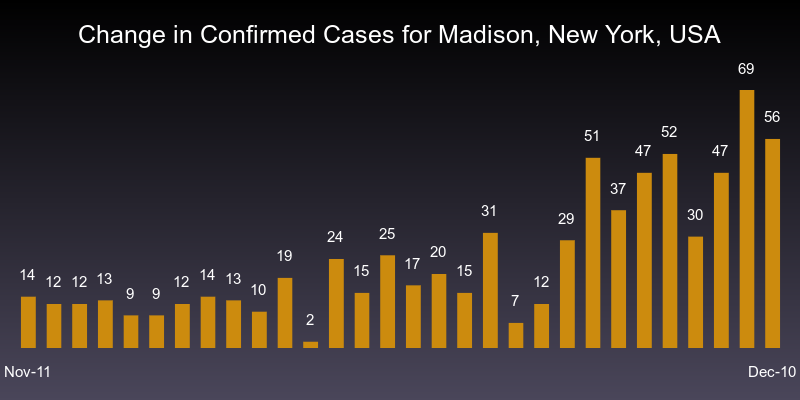 Change in Confirmed Cases for Madison, New York, USA
14 12 12 13 9 9 12 14 13 10 19 2 24 15 25 17 20 15 31 7 12 29 51 37 47 52 30 47 69 56
Nov-11 Dec-10